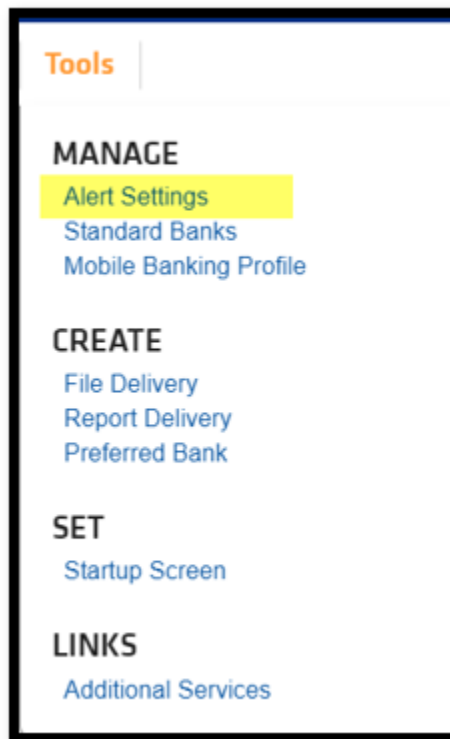 Tools
MANAGE
Alert Settings
Standard Banks
Mobile Banking Profile
CREATE
File Delivery
Report Delivery
Preferred Bank
SET
Startup Screen
LINKS
Additional Services